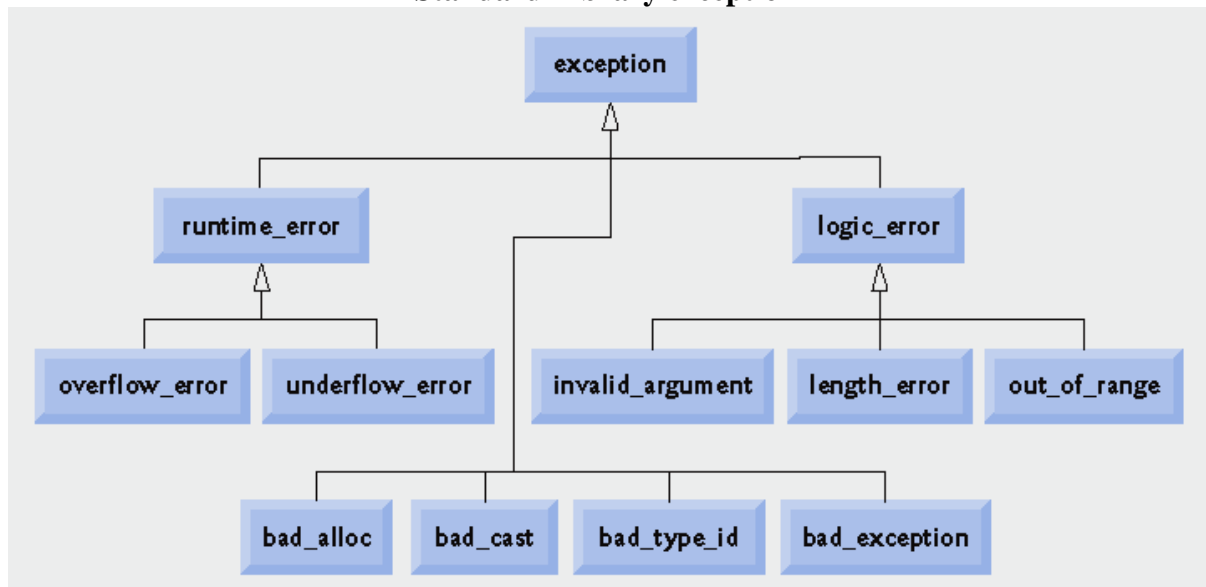 exception
runtime_error
logic_error
overflow_error
underflow_error
invalid_argument
length_error
out_of_range
bad_alloc
bad_cast
bad_type_id
bad_exception